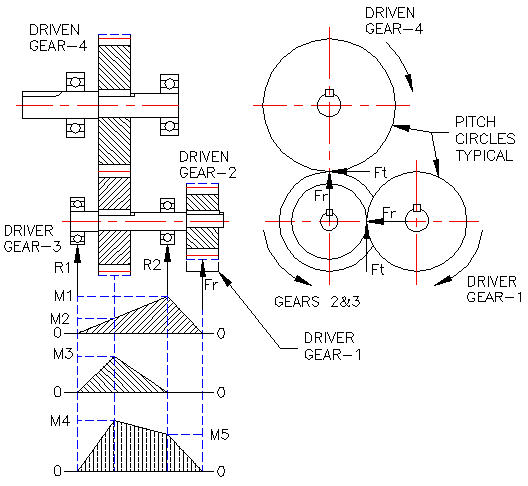 DRIVEN
GEAR-4
DRIVEN
GEAR-4
PITCH
CIRCLES
TYPICAL
DRIVEN
GEAR-2
Ft
Fr
Fr
DRIVER
GEAR-3
R1
R2
Fr
Ft
GEARS 2&3
DRIVER
GEAR-1
DRIVER
GEAR-1
M1
M2
0
0
M3
0
0
M4
M5
0
0